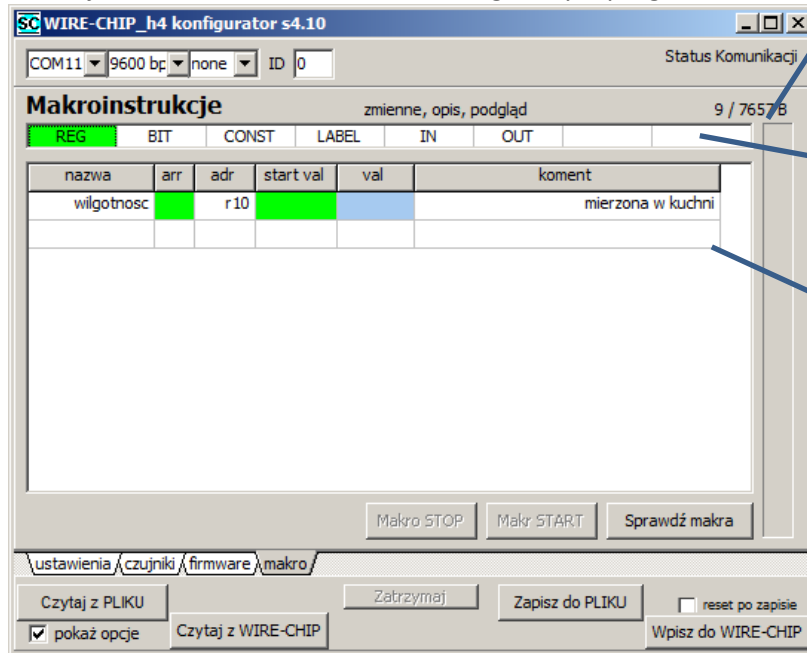 SC WIRE-CHIP_h4 konfigurator s4.10
COM11 9600 bp none ID 0 Status Komunikacji
Makroinstrukcje zmienne, opis, podgląd 9 / 7657 B
REG BIT CONST LABEL IN OUT
nazwa arr adr start val val koment
wilgotnosc r10 mierzona w kuchni
Makro STOP Makr START Sprawdź makra
ustawienia czujniki firmware makro
Czytaj z PLIKU Zatrzymaj Zapisz do PLIKU reset po zapisie
pokaż opcje Czytaj z WIRE-CHIP Wpisz do WIRE-CHIP